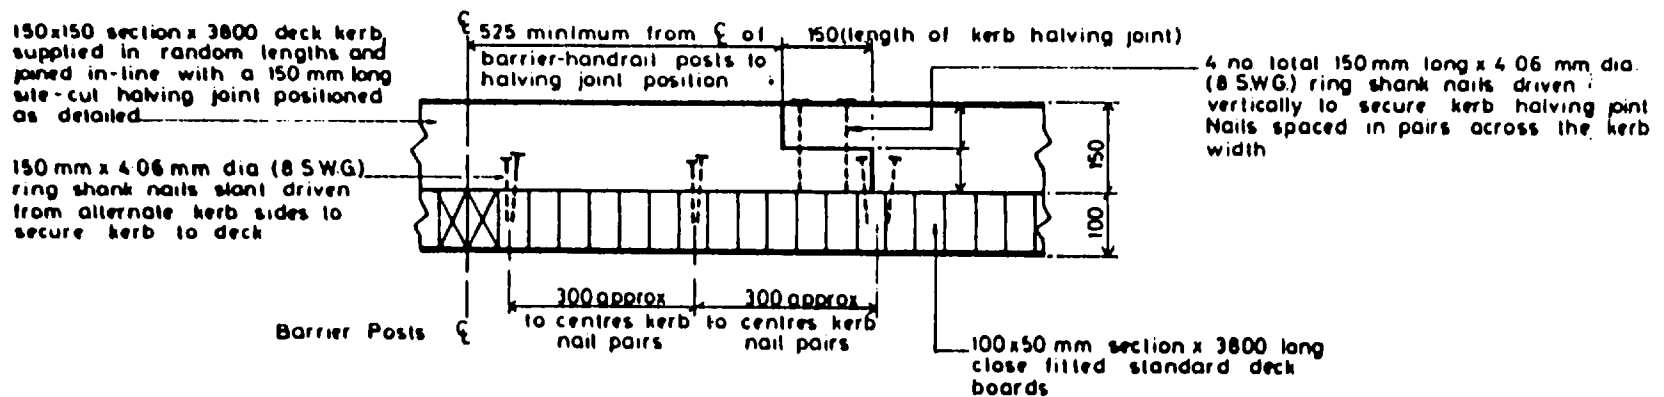 150x150 section x 3800 deck kerb,
supplied in random lengths and
joined in-line with a 150 mm long
site-cut halving joint positioned
as detailed
150 mm x 4·06 mm dia (8 S.W.G)
ring shank nails slant driven
from alternate kerb sides to
secure kerb to deck
℄
525 minimum from ℄ of
barrier-handrail posts to
halving joint position
150(length of kerb halving joint)
4 no total 150 mm long x 4·06 mm dia.
(8 S.W.G.) ring shank nails driven
vertically to secure kerb halving joint
Nails spaced in pairs across the kerb
width
150
100
300 approx
to centres kerb
nail pairs
300 approx
to centres kerb
nail pairs
Barrier Posts ℄
100x50 mm section x 3800 long
close fitted standard deck
boards